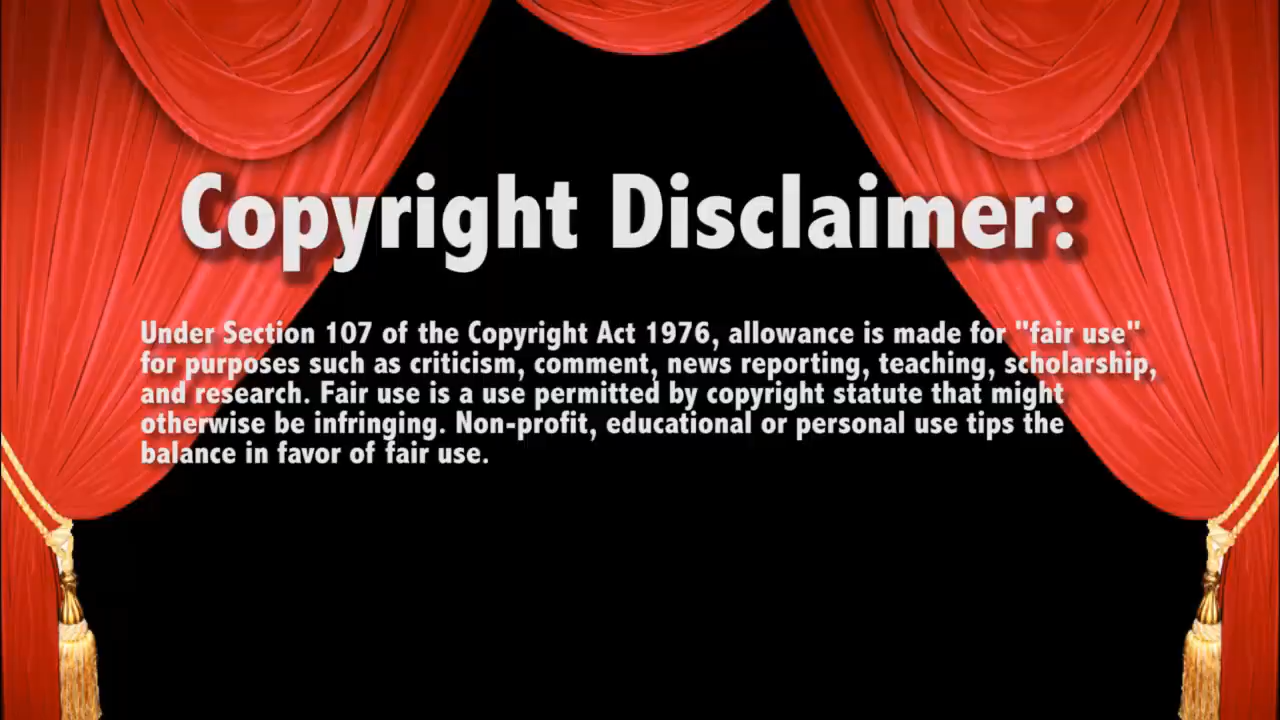 Copyright Disclaimer:
Under Section 107 of the Copyright Act 1976, allowance is made for "fair use"
for purposes such as criticism, comment, news reporting, teaching, scholarship,
and research. Fair use is a use permitted by copyright statute that might
otherwise be infringing. Non-profit, educational or personal use tips the
balance in favor of fair use.